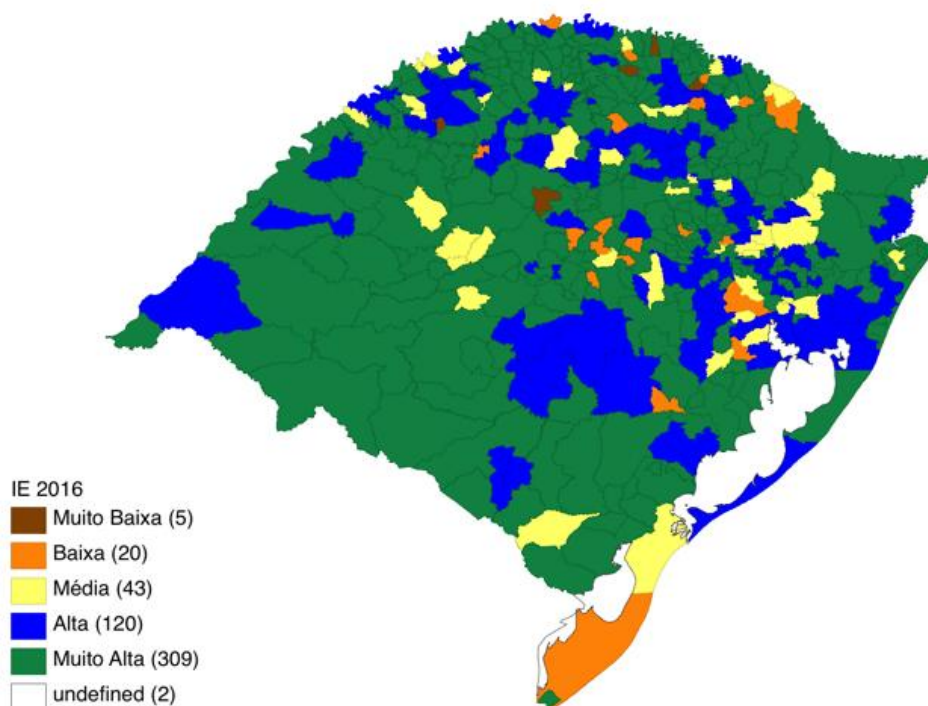 IE 2016
Muito Baixa (5)
Baixa (20)
Média (43)
Alta (120)
Muito Alta (309)
undefined (2)